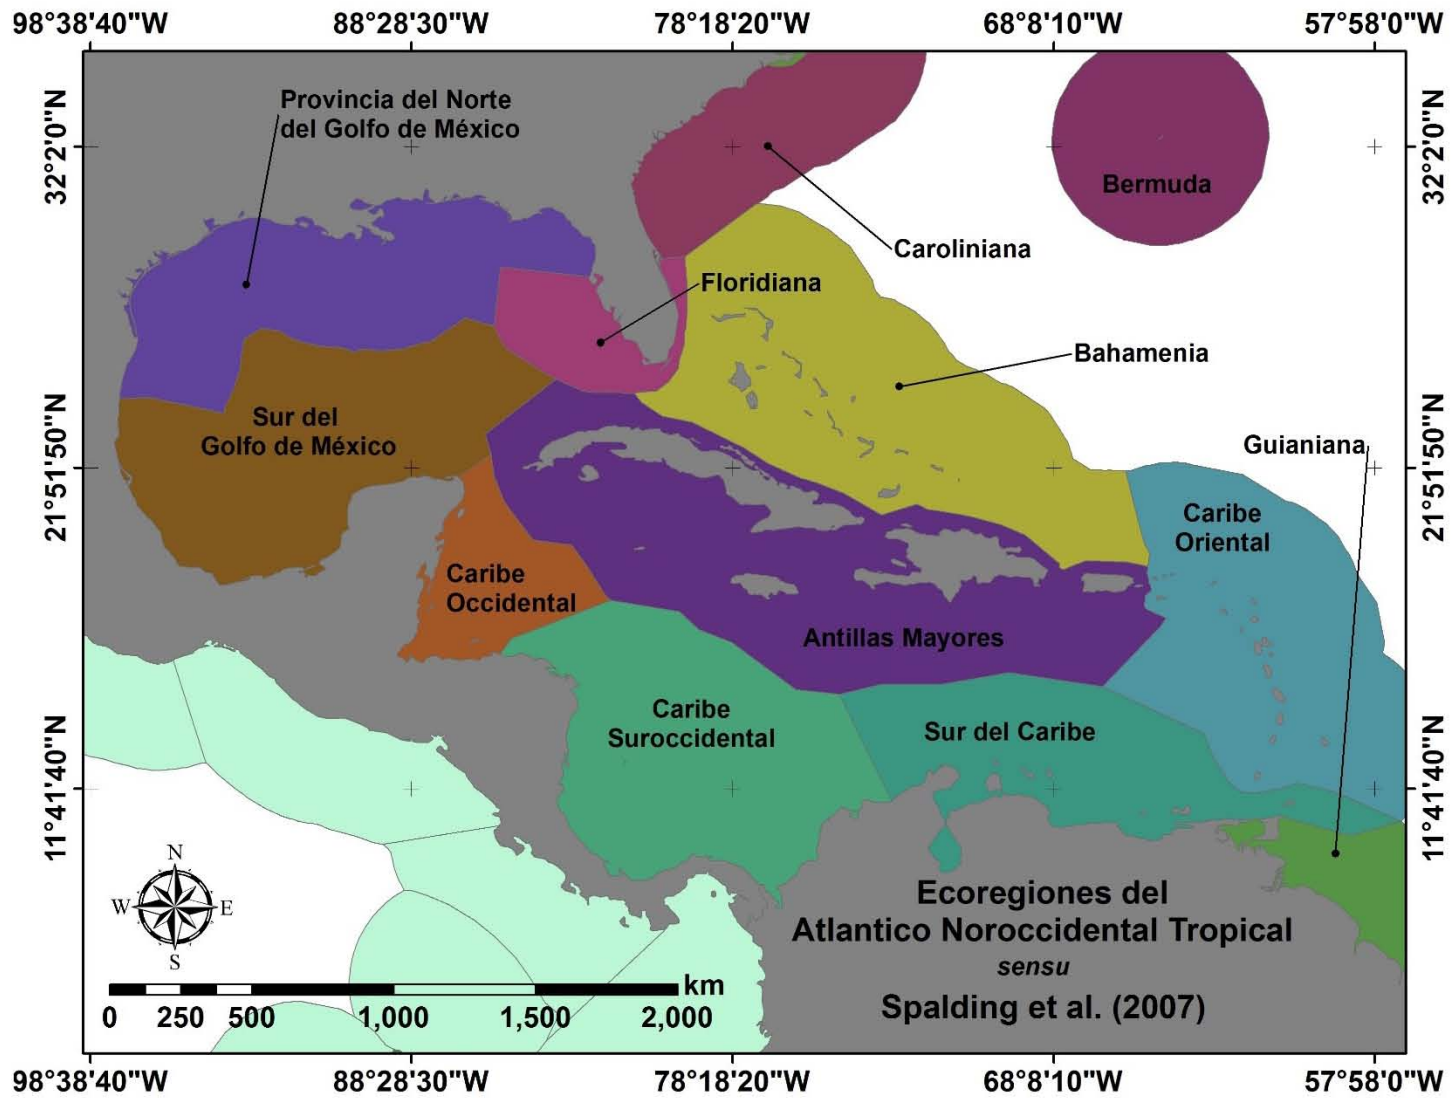 98°38'40"W 88°28'30"W 78°18'20"W 68°8'10"W 57°58'0"W
32°2'0"N
21°51'50"N
11°41'40"N
Provincia del Norte
del Golfo de México
Bermuda
Caroliniana
Floridiana
Bahamenia
Sur del
Golfo de México
Guianiana
Caribe
Oriental
Caribe
Occidental
Antillas Mayores
Caribe
Suroccidental
Sur del Caribe
32°2'0"N
21°51'50"N
11°41'40"N
N
W E
S
km
0 250 500 1,000 1,500 2,000
Ecoregiones del
Atlantico Noroccidental Tropical
sensu
Spalding et al. (2007)
98°38'40"W 88°28'30"W 78°18'20"W 68°8'10"W 57°58'0"W